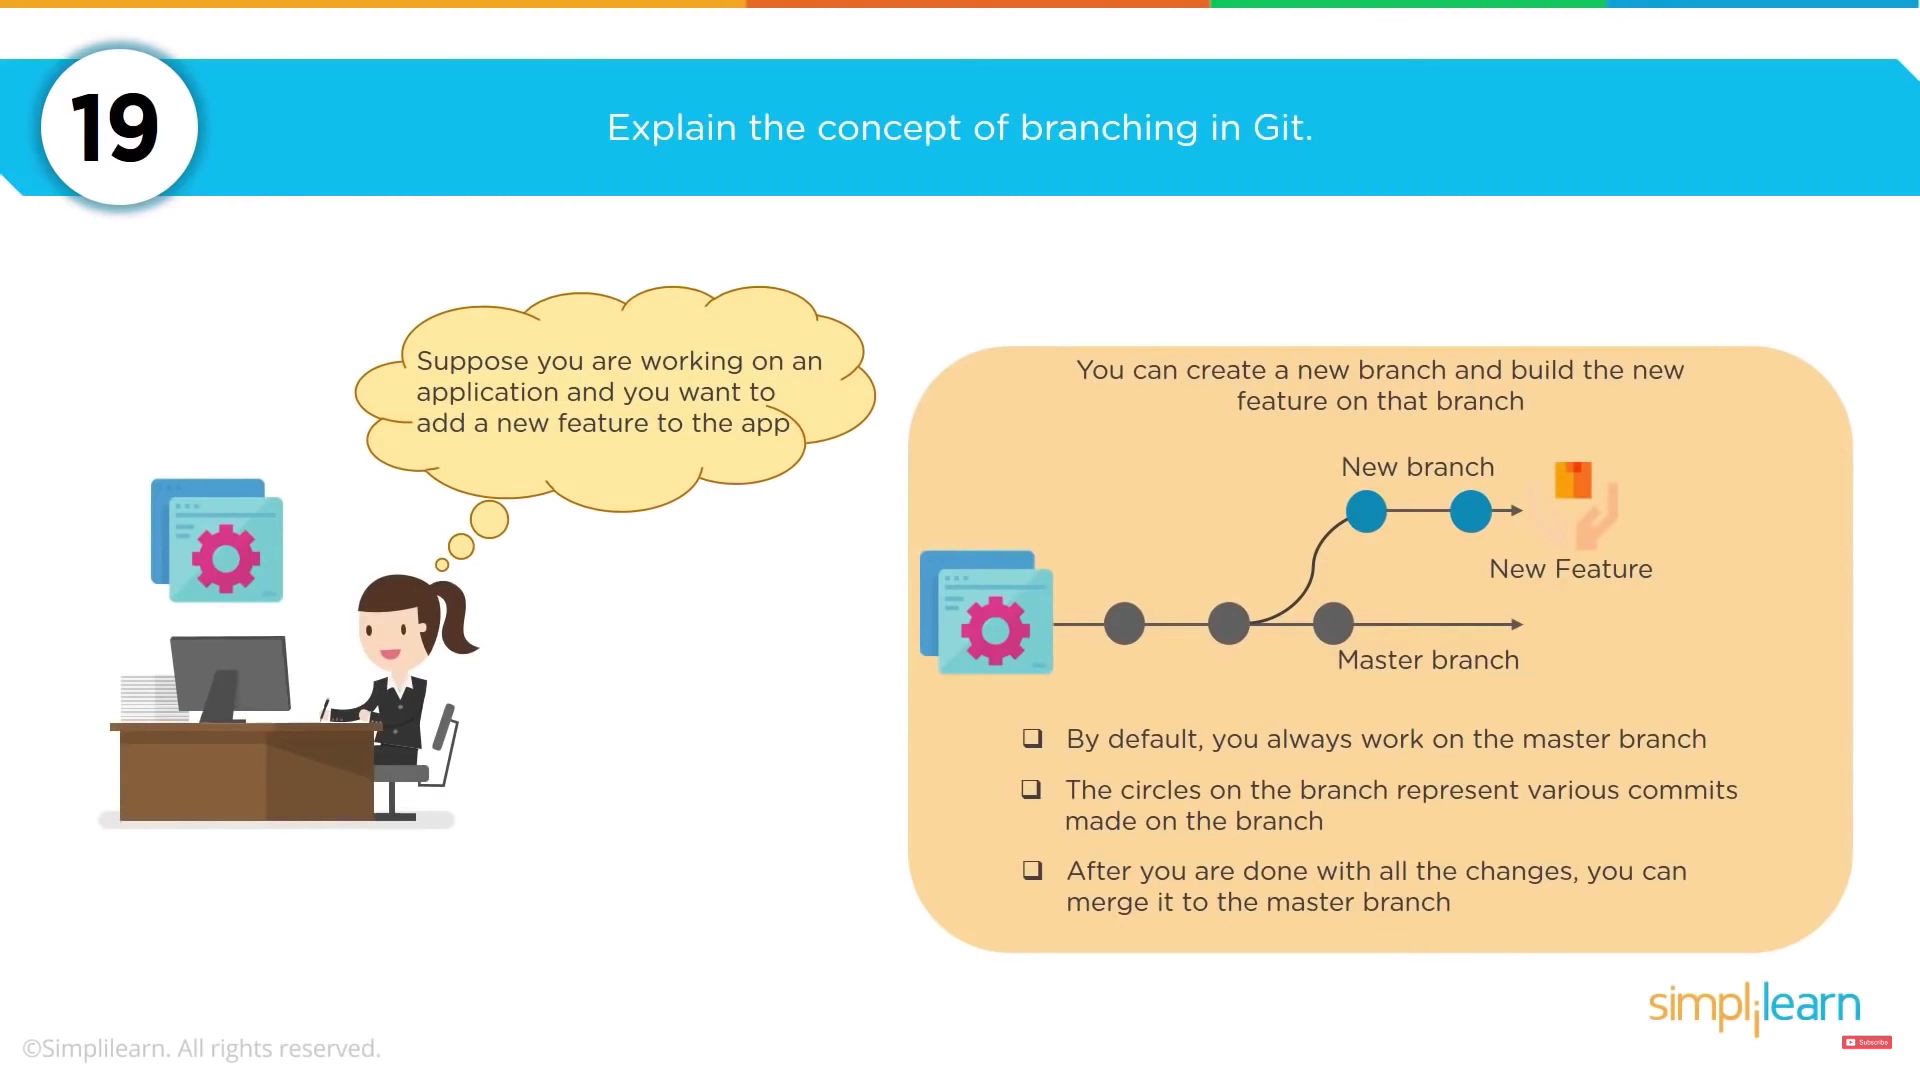 19
Explain the concept of branching in Git.
Suppose you are working on an
application and you want to
add a new feature to the app
You can create a new branch and build the new
feature on that branch
New branch
New Feature
Master branch
❑ By default, you always work on the master branch
❑ The circles on the branch represent various commits
made on the branch
❑ After you are done with all the changes, you can
merge it to the master branch
simplilearn
Subscribe
©Simplilearn. All rights reserved.